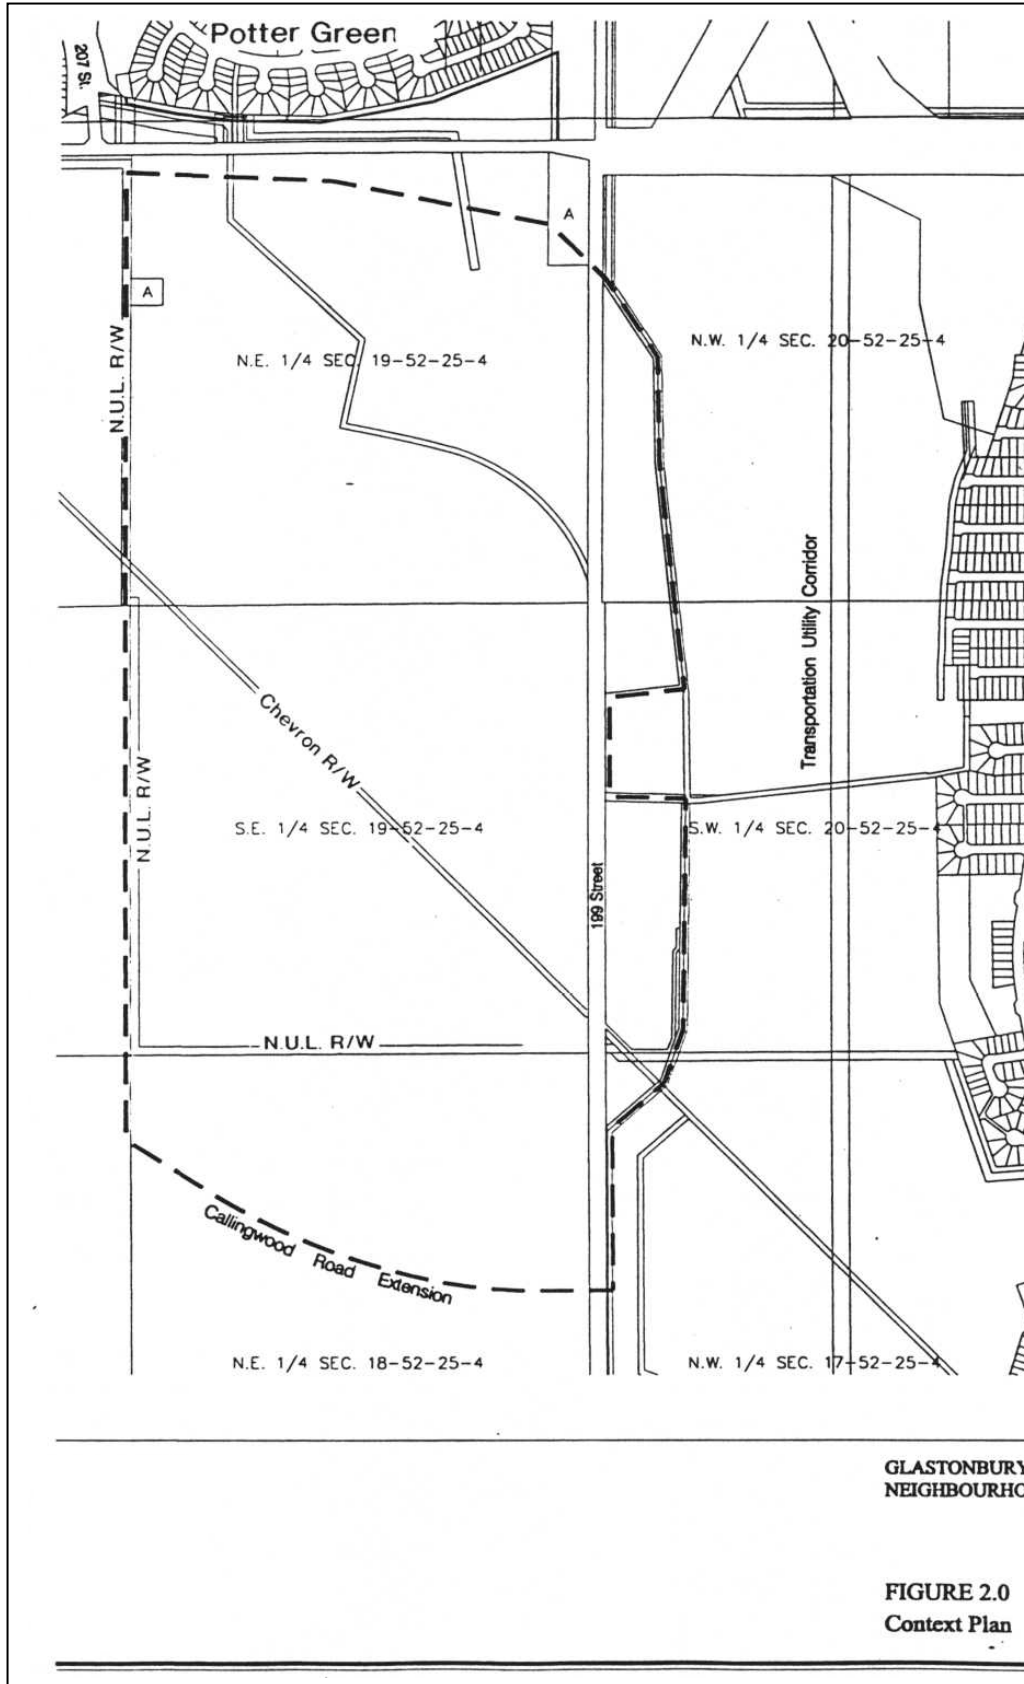 Potter Green
207 St.
A
A
N.U.L. R/W
N.E. 1/4 SEC. 19-52-25-4
N.W. 1/4 SEC. 20-52-25-4
Transportation Utility Corridor
Chevron R/W
N.U.L. R/W
S.E. 1/4 SEC. 19-52-25-4
S.W. 1/4 SEC. 20-52-25-4
199 Street
N.U.L. R/W
Callingwood Road Extension
N.E. 1/4 SEC. 18-52-25-4
N.W. 1/4 SEC. 17-52-25-4
GLASTONBURY
NEIGHBOURHO
FIGURE 2.0
Context Plan